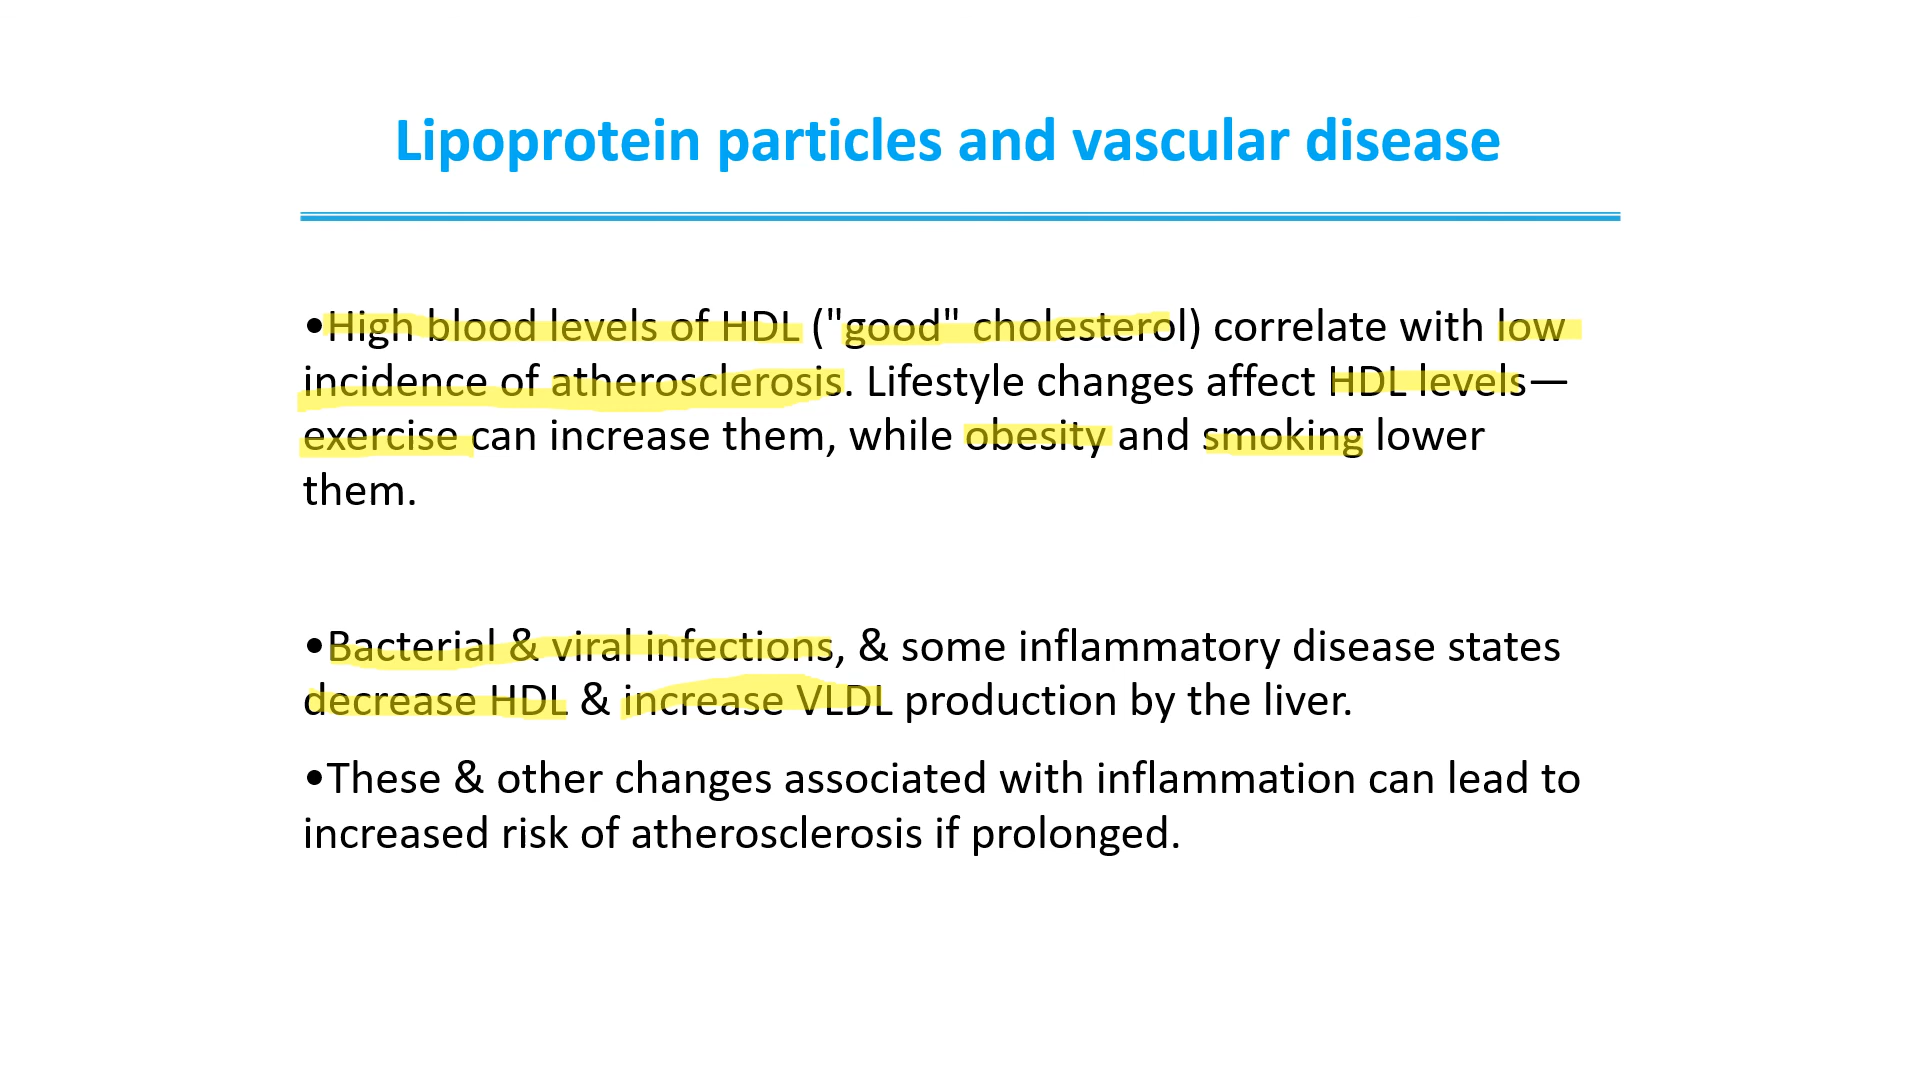 Lipoprotein particles and vascular disease
•High blood levels of HDL ("good" cholesterol) correlate with low
incidence of atherosclerosis. Lifestyle changes affect HDL levels—
exercise can increase them, while obesity and smoking lower
them.
•Bacterial & viral infections, & some inflammatory disease states
decrease HDL & increase VLDL production by the liver.
•These & other changes associated with inflammation can lead to
increased risk of atherosclerosis if prolonged.